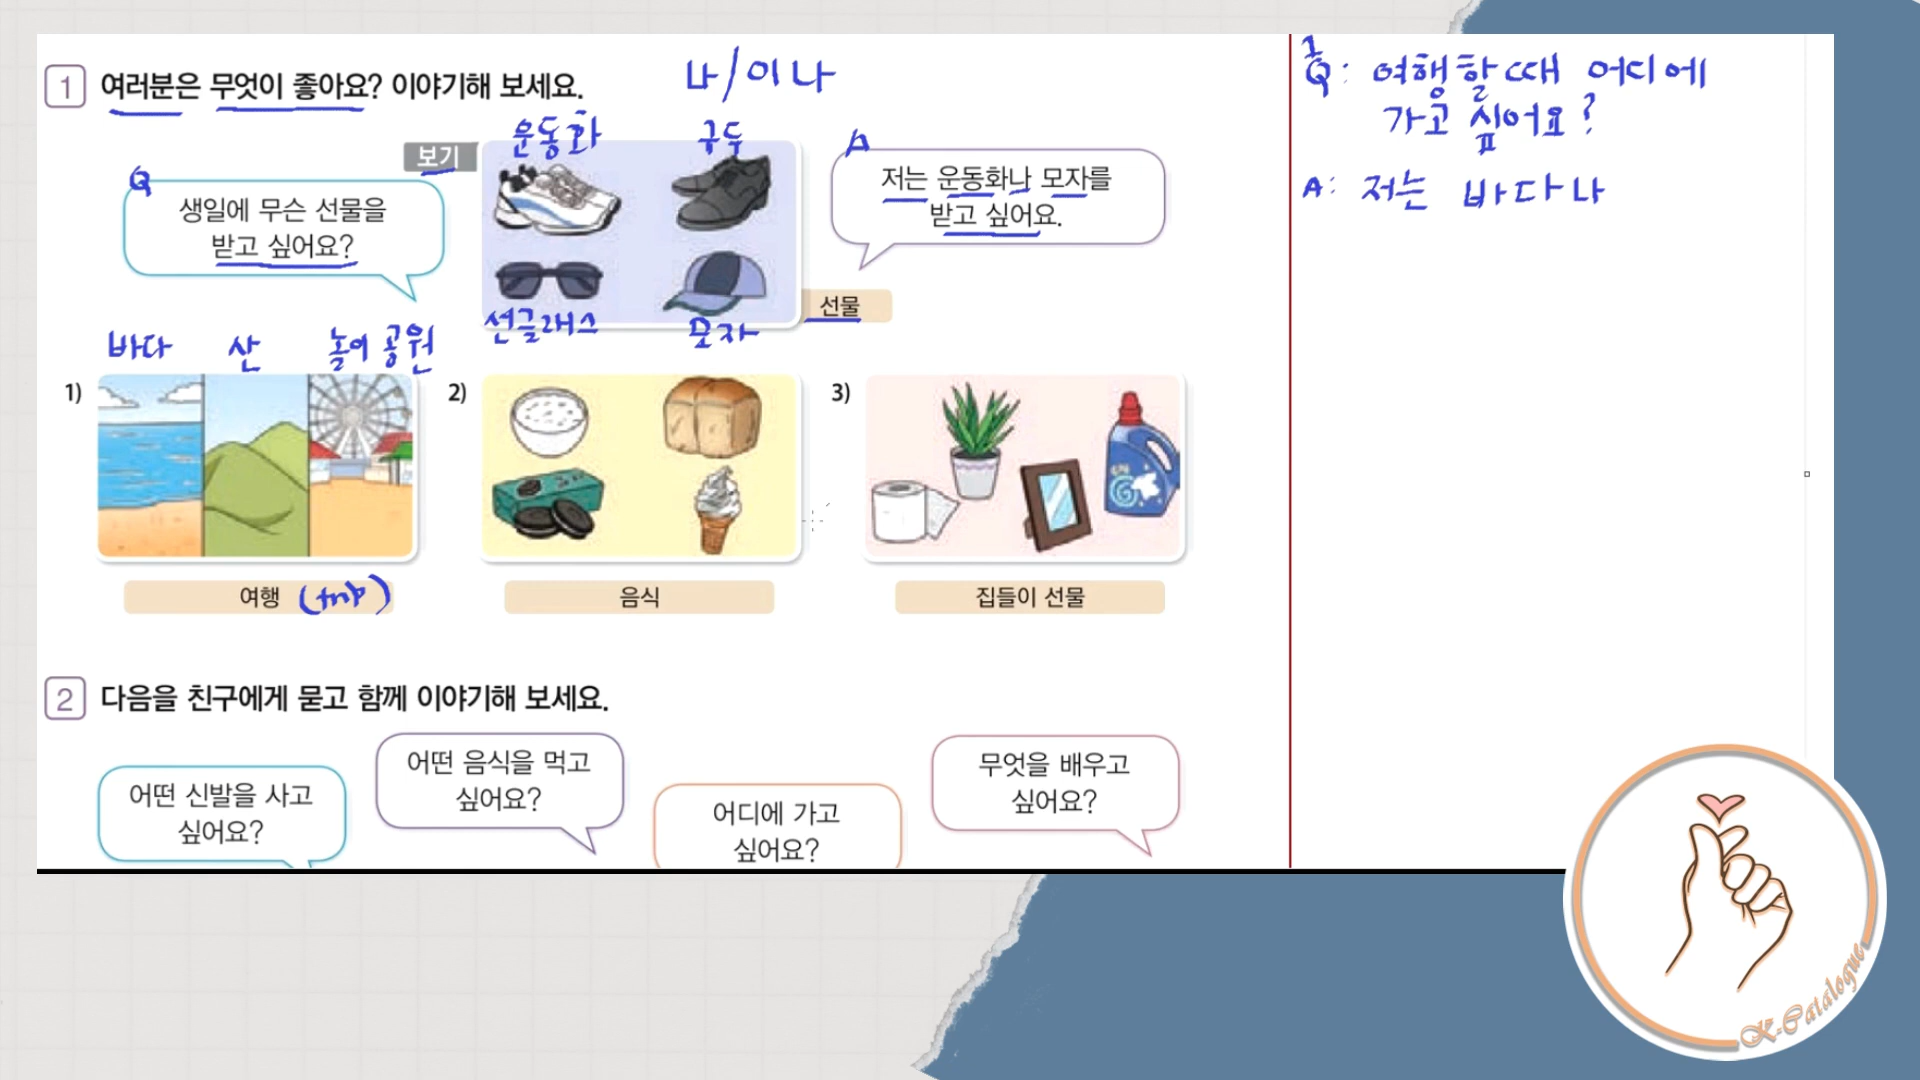 1 여러분은 무엇이 좋아요? 이야기해 보세요.
나/이나
보기
운동화
구두
Q
생일에 무슨 선물을
받고 싶어요?
A
저는 운동화나 모자를
받고 싶어요.
선글래스
모자
선물
바다
산
놀이 공원
1)
2)
3)
여행 (trip)
음식
집들이 선물
2 다음을 친구에게 묻고 함께 이야기해 보세요.
어떤 신발을 사고
싶어요?
어떤 음식을 먹고
싶어요?
어디에 가고
싶어요?
무엇을 배우고
싶어요?
1
Q: 여행할 때 어디에
가고 싶어요?
A: 저는 바다나
K-Catalogue